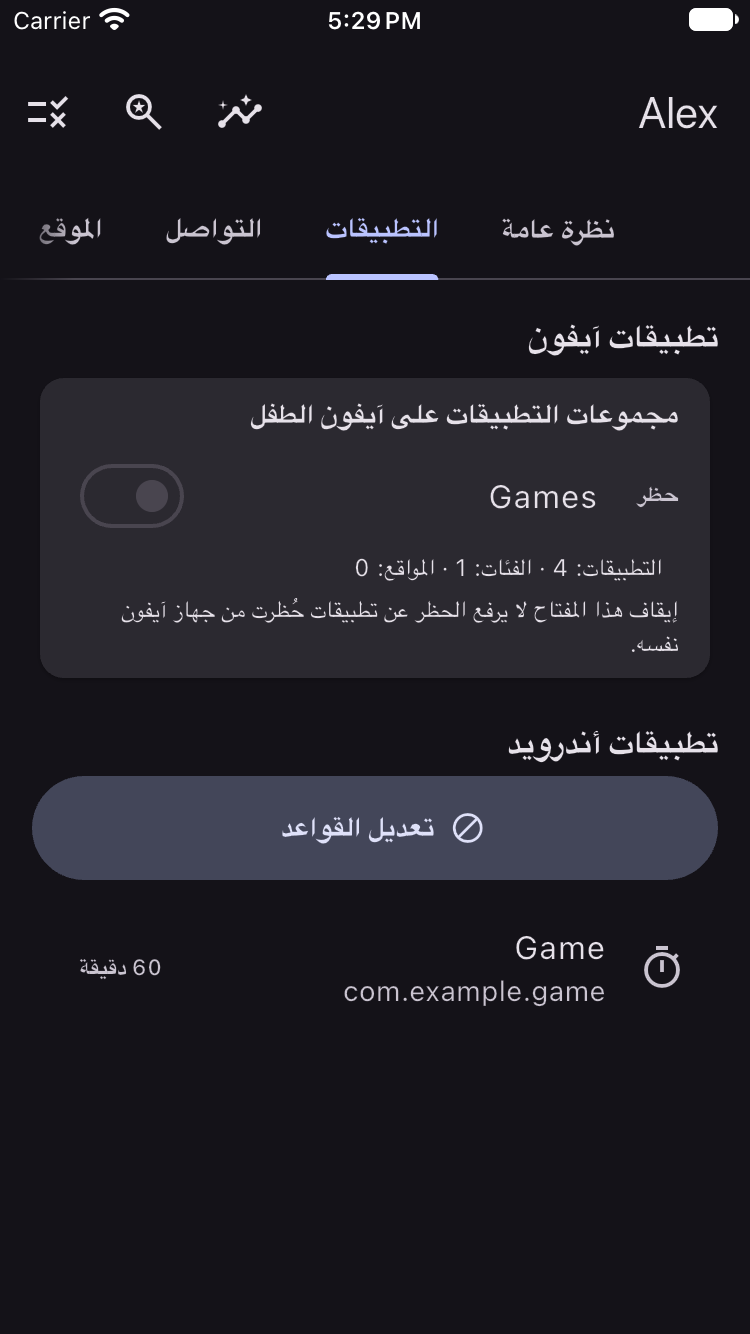 Carrier
5:29 PM
Alex
نظرة عامة
التطبيقات
التواصل
الموقع
تطبيقات آيفون
مجموعات التطبيقات على آيفون الطفل
حظر
Games
التطبيقات: 4 · الفئات: 1 · المواقع: 0
إيقاف هذا المفتاح لا يرفع الحظر عن تطبيقات حُظرت من جهاز آيفون
نفسه.
تطبيقات أندرويد
تعديل القواعد
Game
com.example.game
60 دقيقة